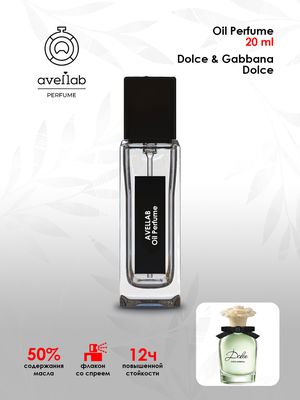 avellab
PERFUME
Oil Perfume
20 ml
Dolce & Gabbana
Dolce
AVELLAB
Oil Perfume
Dolce
50%
содержания
масла
флакон
со спреем
12ч
повышенной
стойкости